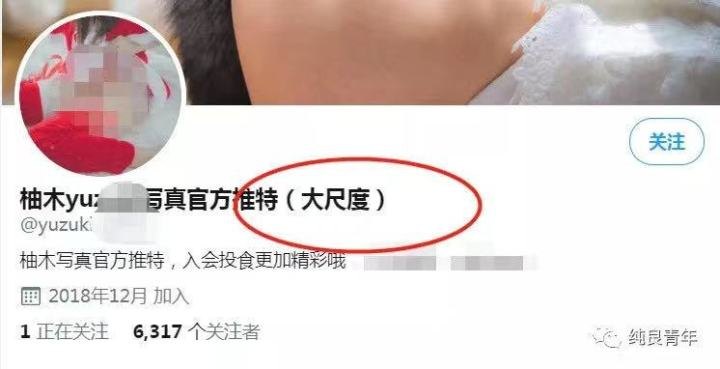 关注
柚木yuz 写真官方推特（大尺度）
@yuzuki
柚木写真官方推特，入会投食更加精彩哦
2018年12月 加入
1 正在关注 6,317 个关注者
纯良青年